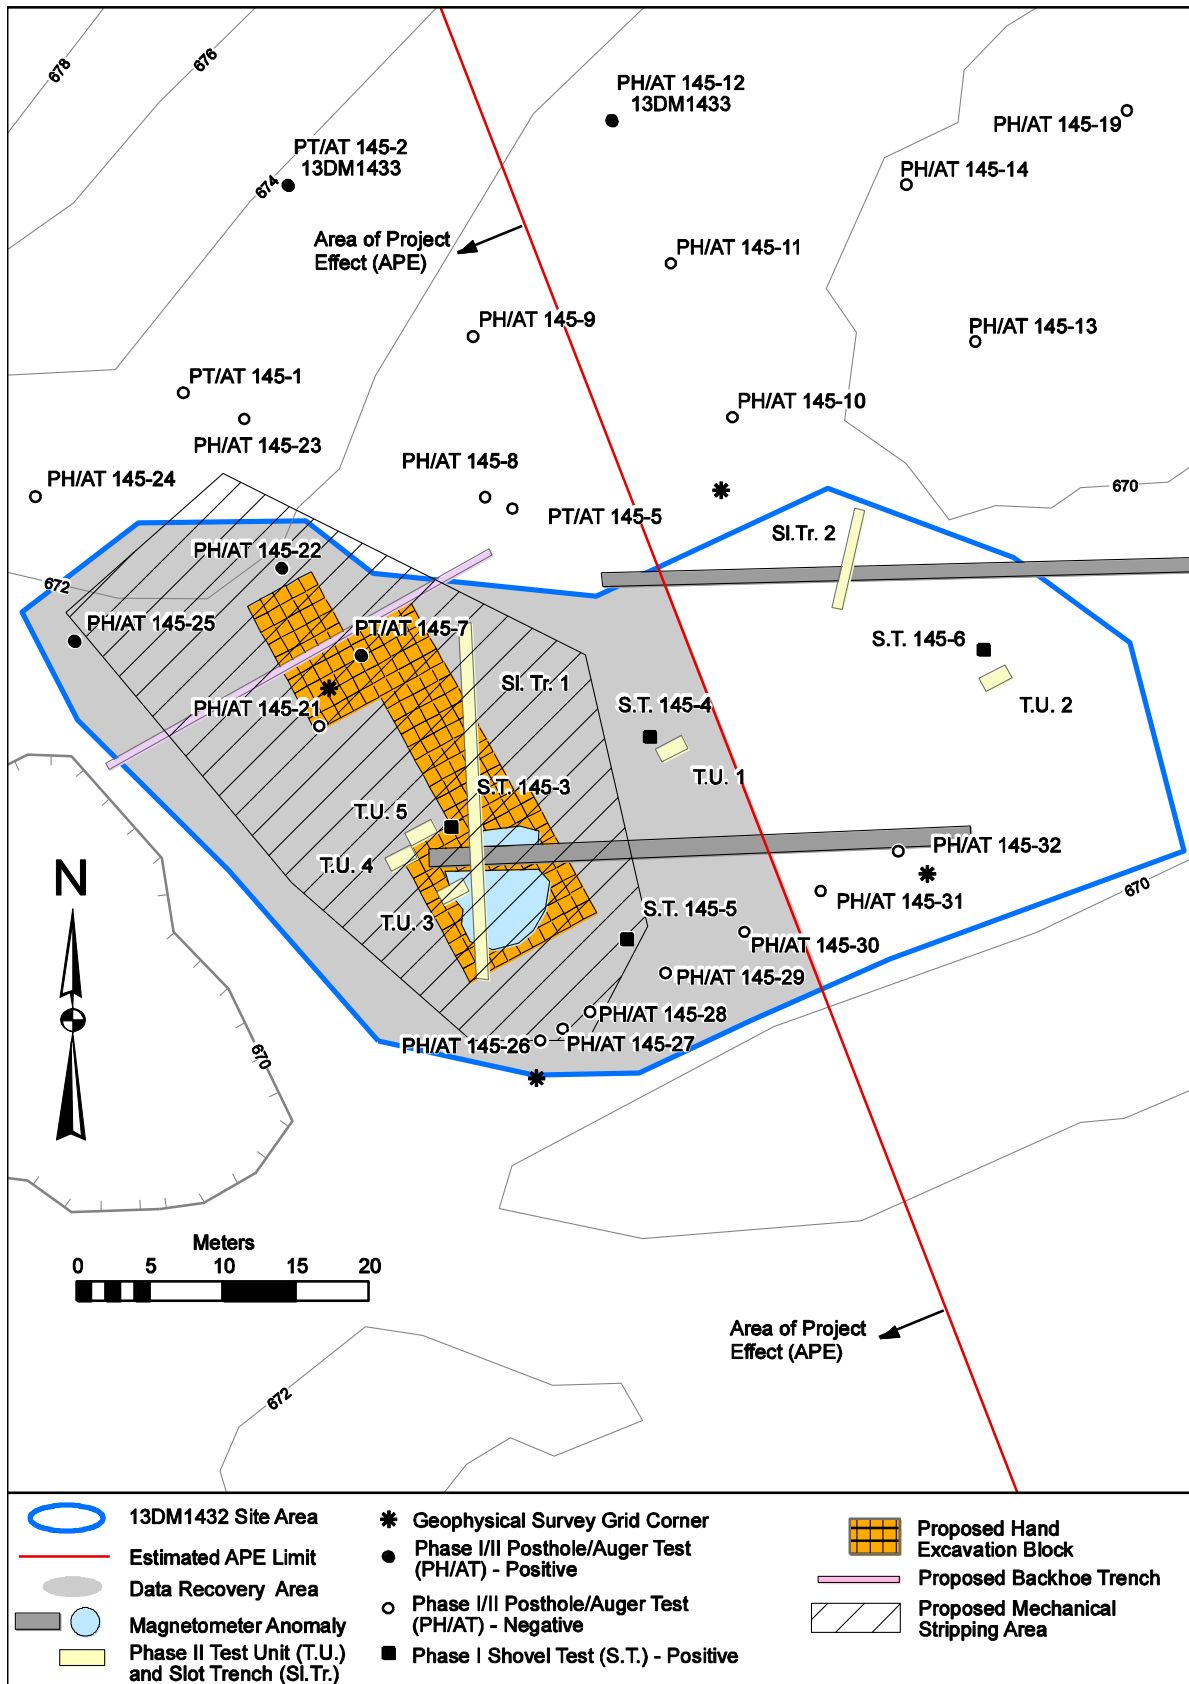 678
676
PH/AT 145-12
13DM1433
PH/AT 145-19
PT/AT 145-2
13DM1433
674
PH/AT 145-14
Area of Project
Effect (APE)
PH/AT 145-11
PH/AT 145-9
PH/AT 145-13
PT/AT 145-1
PH/AT 145-10
PH/AT 145-23
PH/AT 145-8
PH/AT 145-24
670
PT/AT 145-5
Sl.Tr. 2
PH/AT 145-22
672
PH/AT 145-25
PT/AT 145-7
S.T. 145-6
Sl. Tr. 1
PH/AT 145-21
S.T. 145-4
T.U. 2
T.U. 1
S.T. 145-3
T.U. 5
PH/AT 145-32
T.U. 4
N
670
PH/AT 145-31
S.T. 145-5
T.U. 3
PH/AT 145-30
PH/AT 145-29
PH/AT 145-28
PH/AT 145-26
PH/AT 145-27
670
Meters
0 5 10 15 20
Area of Project
Effect (APE)
672
13DM1432 Site Area
Estimated APE Limit
Data Recovery Area
Magnetometer Anomaly
Phase II Test Unit (T.U.)
and Slot Trench (Sl.Tr.)
Geophysical Survey Grid Corner
Phase I/II Posthole/Auger Test
(PH/AT) - Positive
Phase I/II Posthole/Auger Test
(PH/AT) - Negative
Phase I Shovel Test (S.T.) - Positive
Proposed Hand
Excavation Block
Proposed Backhoe Trench
Proposed Mechanical
Stripping Area